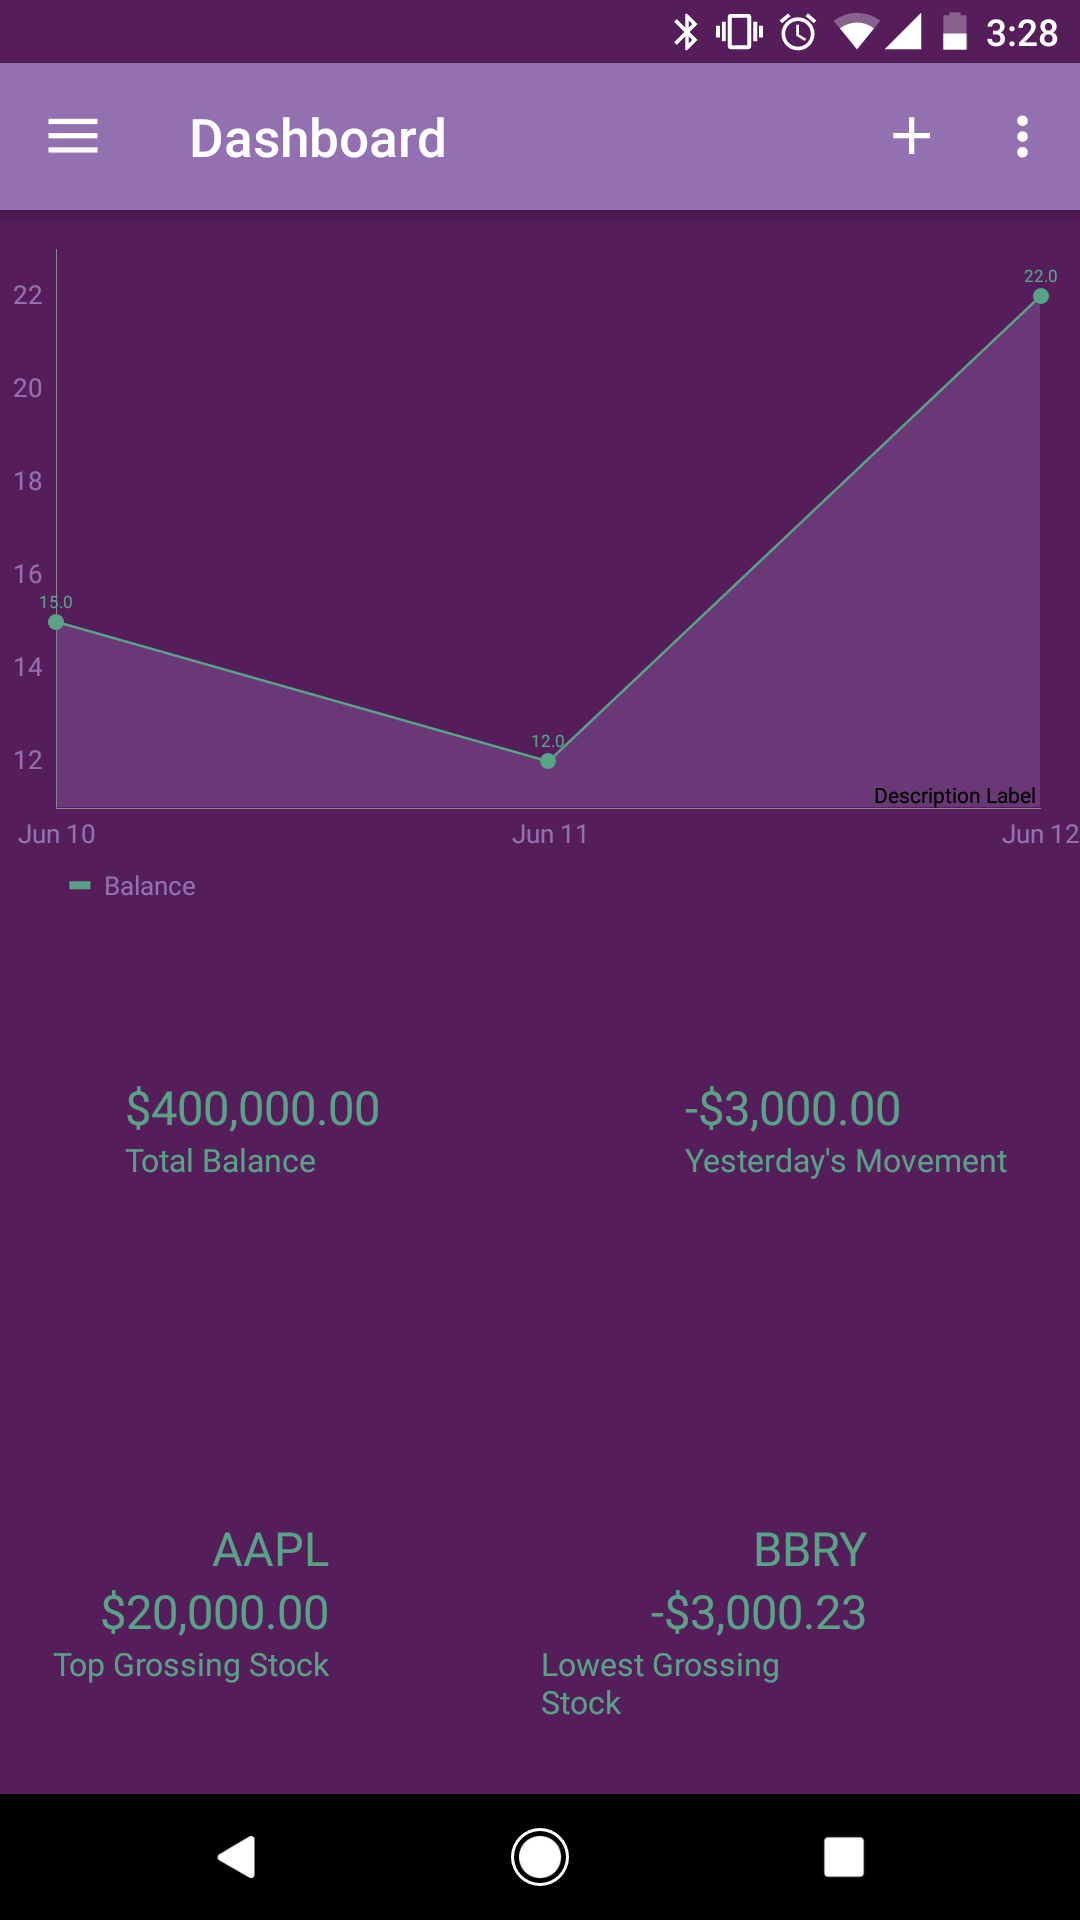 3:28
Dashboard
22
22.0
20
18
16
15.0
14
12.0
12
Description Label
Jun 10 Jun 11 Jun 12
Balance
$400,000.00 -$3,000.00
Total Balance Yesterday's Movement
AAPL BBRY
$20,000.00 -$3,000.23
Top Grossing Stock Lowest Grossing
Stock